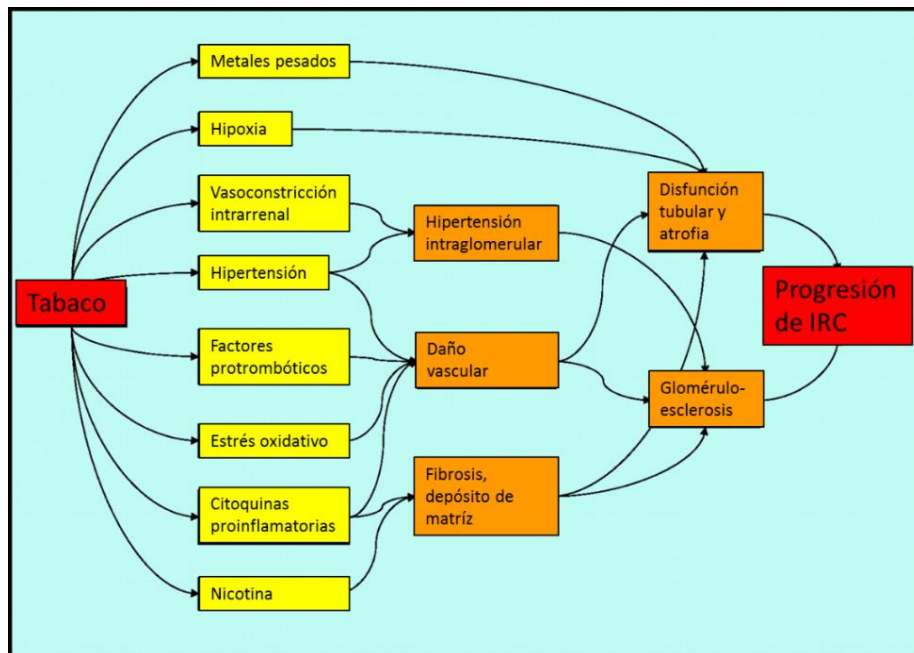 Metales pesados
Hipoxia
Vasoconstricción
intrarrenal
Hipertensión
Factores
protrombóticos
Estrés oxidativo
Citoquinas
proinflamatorias
Nicotina
Tabaco
Hipertensión
intraglomerular
Daño
vascular
Fibrosis,
depósito de
matríz
Disfunción
tubular y
atrofia
Glomérulo-
esclerosis
Progresión
de IRC